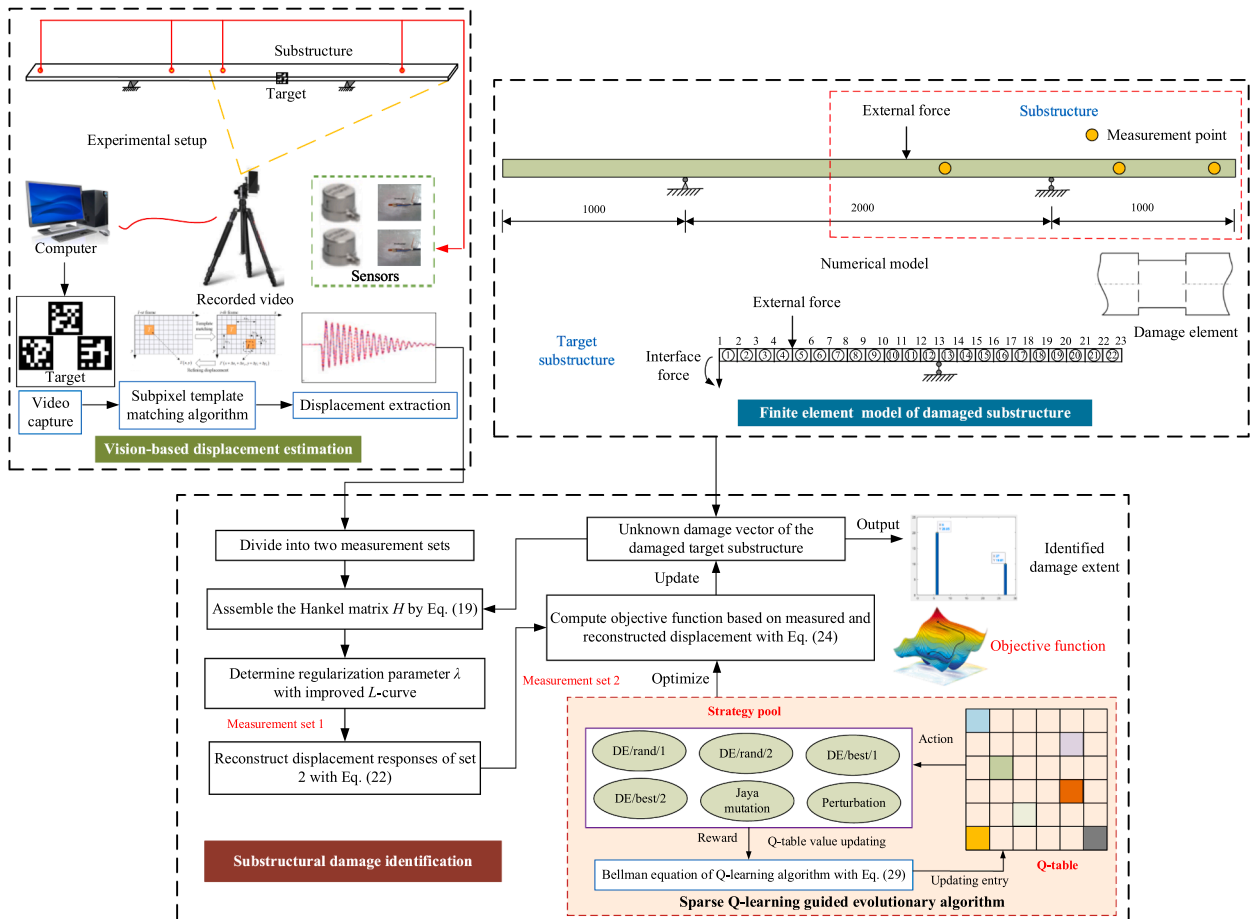 Substructure
Target
Experimental setup
Computer
Sensors
Recorded video
Target
Video
capture
Subpixel template
matching algorithm
Displacement extraction
Vision-based displacement estimation
External force
Substructure
Measurement point
1000
2000
1000
Numerical model
Damage element
External force
Target
substructure
Interface
force
1 2 3 4 5 6 7 8 9 10 11 12 13 14 15 16 17 18 19 20 21 22 23
① ② ③ ④ ⑤ ⑥ ⑦ ⑧ ⑨ ⑩ ⑪ ⑫ ⑬ ⑭ ⑮ ⑯ ⑰ ⑱ ⑲ ⑳ ㉑ ㉒
Finite element model of damaged substructure
Divide into two measurement sets
Assemble the Hankel matrix H by Eq. (19)
Determine regularization parameter λ
with improved L-curve
Measurement set 1
Reconstruct displacement responses of set
2 with Eq. (22)
Substructural damage identification
Unknown damage vector of the
damaged target substructure
Output
Identified
damage extent
Update
Compute objective function based on measured and
reconstructed displacement with Eq. (24)
Objective function
Measurement set 2
Optimize
Strategy pool
DE/rand/1
DE/rand/2
DE/best/1
DE/best/2
Jaya
mutation
Perturbation
Action
Reward
Q-table value updating
Q-table
Bellman equation of Q-learning algorithm with Eq. (29)
Updating entry
Sparse Q-learning guided evolutionary algorithm